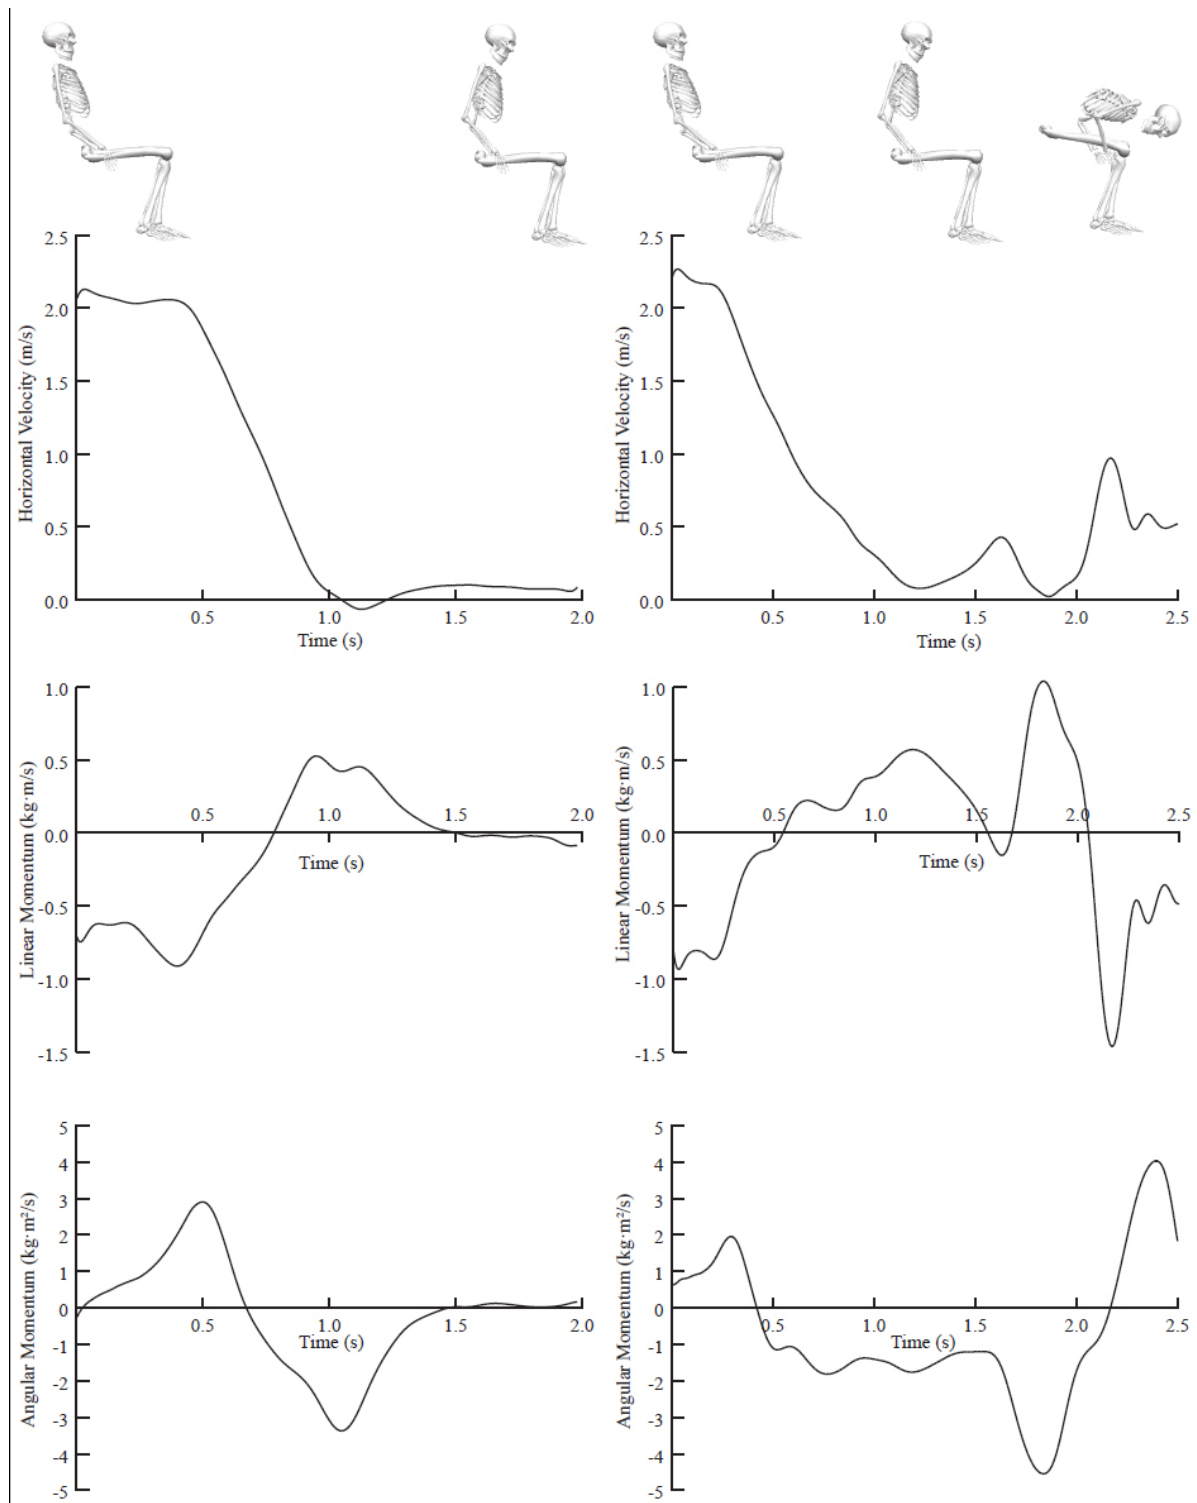 2.5
2.0
1.5
1.0
0.5
0.0
Horizontal Velocity (m/s)
0.5 1.0 1.5 2.0
Time (s)
2.5
2.0
1.5
1.0
0.5
0.0
Horizontal Velocity (m/s)
0.5 1.0 1.5 2.0 2.5
Time (s)
1.0
0.5
0.0
-0.5
-1.0
-1.5
Linear Momentum (kg·m/s)
0.5 1.0 2.0
Time (s)
1.5
1.0
0.5
0.0
-0.5
-1.0
-1.5
Linear Momentum (kg·m/s)
0.5 1.0 1.5 2.0 2.5
Time (s)
5
4
3
2
1
0
-1
-2
-3
-4
-5
Angular Momentum (kg·m²/s)
0.5 1.0 1.5 2.0
Time (s)
5
4
3
2
1
0
-1
-2
-3
-4
-5
Angular Momentum (kg·m²/s)
0.5 1.0 1.5 2.0 2.5
Time (s)